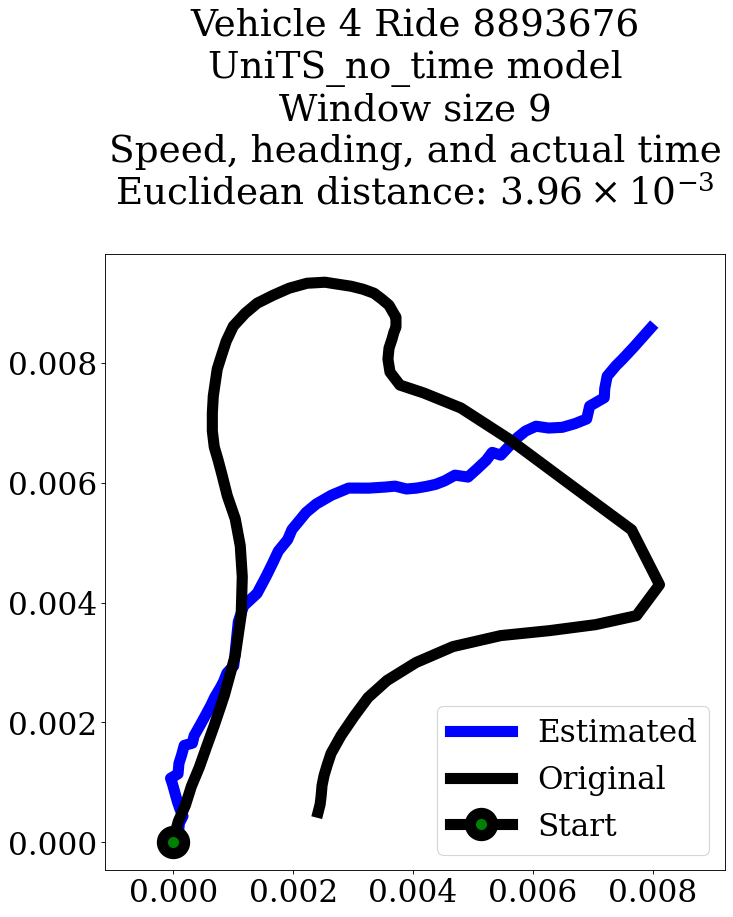 Vehicle 4 Ride 8893676
UniTS_no_time model
Window size 9
Speed, heading, and actual time
Euclidean distance: 3.96 × 10⁻³
0.008
0.006
0.004
0.002
0.000
Estimated
Original
Start
0.000 0.002 0.004 0.006 0.008